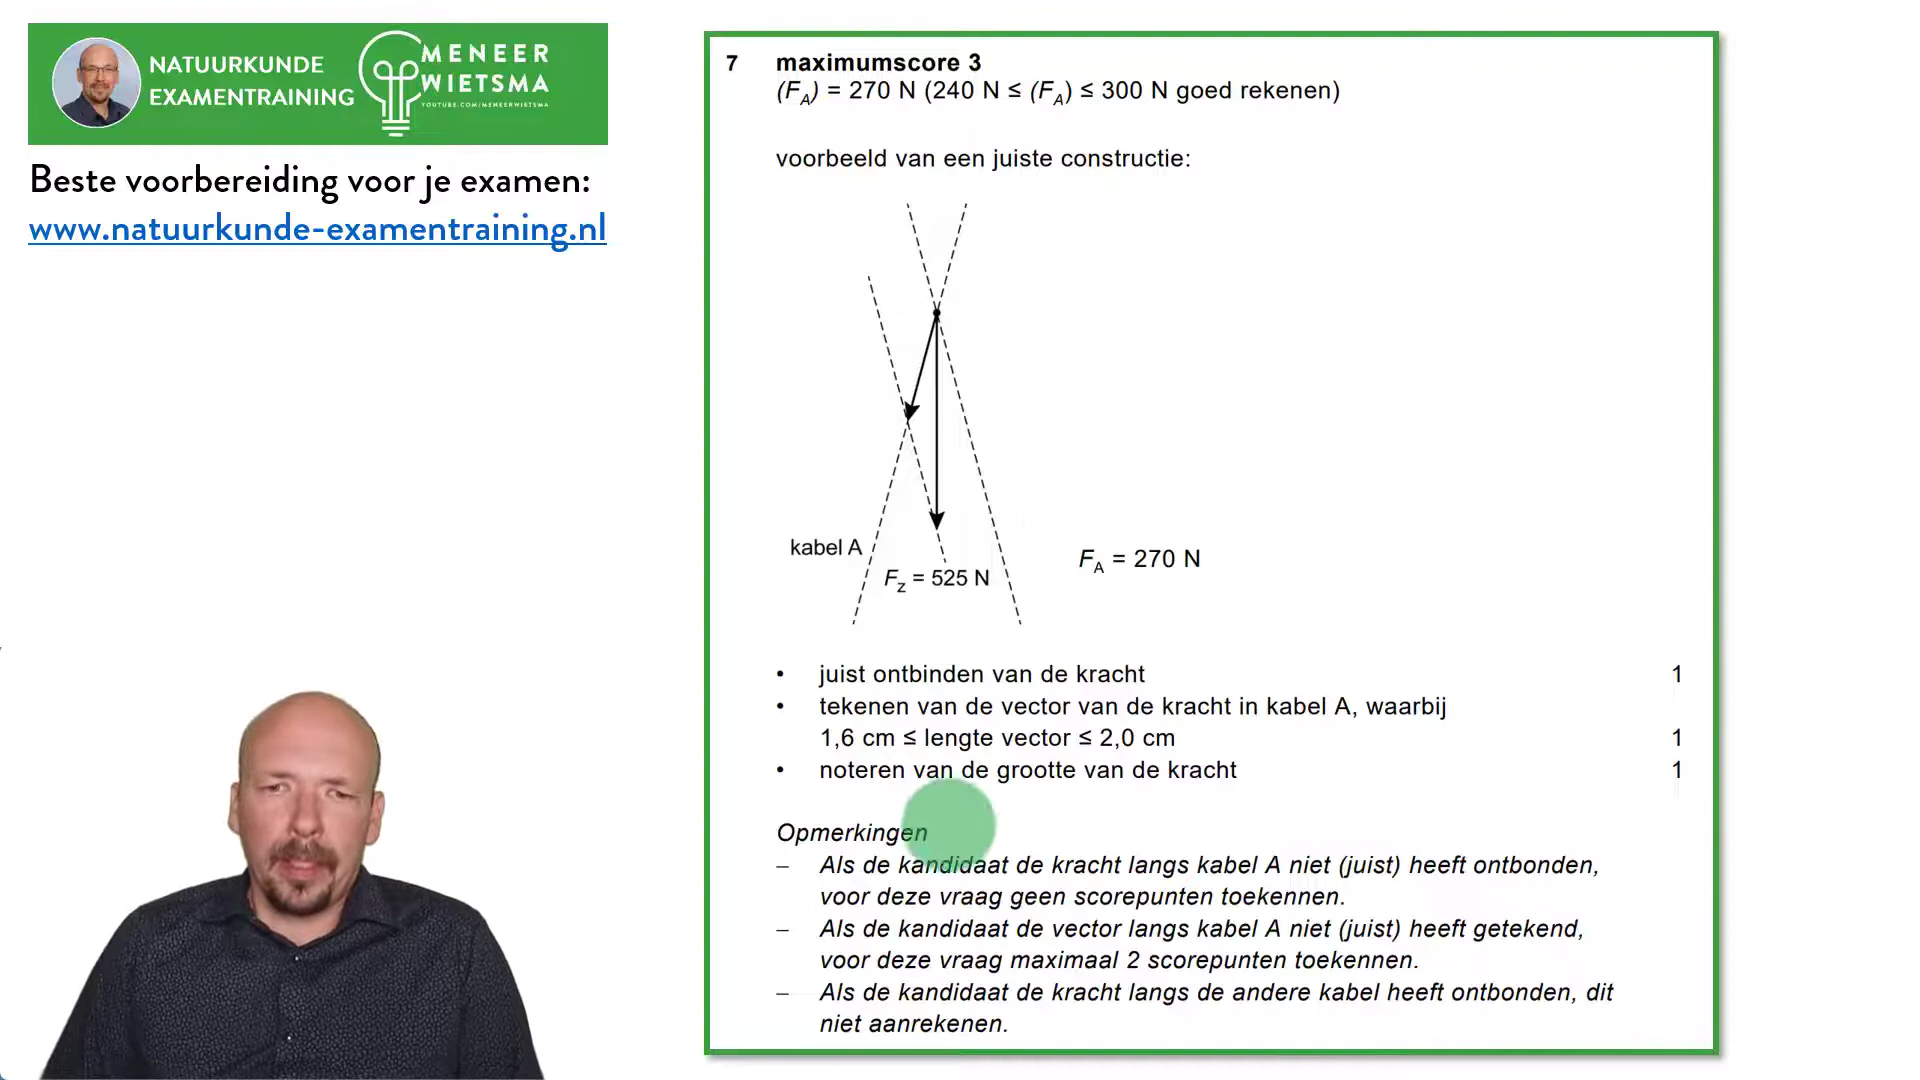 NATUURKUNDE
EXAMENTRAINING
MENEER
WIETSMA
YOUTUBE.COM/MENEERWIETSMA
Beste voorbereiding voor je examen:
www.natuurkunde-examentraining.nl
7 maximumscore 3
(FA) = 270 N (240 N ≤ (FA) ≤ 300 N goed rekenen)
voorbeeld van een juiste constructie:
kabel A
Fz = 525 N
FA = 270 N
• juist ontbinden van de kracht 1
• tekenen van de vector van de kracht in kabel A, waarbij
1,6 cm ≤ lengte vector ≤ 2,0 cm 1
• noteren van de grootte van de kracht 1
Opmerkingen
– Als de kandidaat de kracht langs kabel A niet (juist) heeft ontbonden,
voor deze vraag geen scorepunten toekennen.
– Als de kandidaat de vector langs kabel A niet (juist) heeft getekend,
voor deze vraag maximaal 2 scorepunten toekennen.
– Als de kandidaat de kracht langs de andere kabel heeft ontbonden, dit
niet aanrekenen.